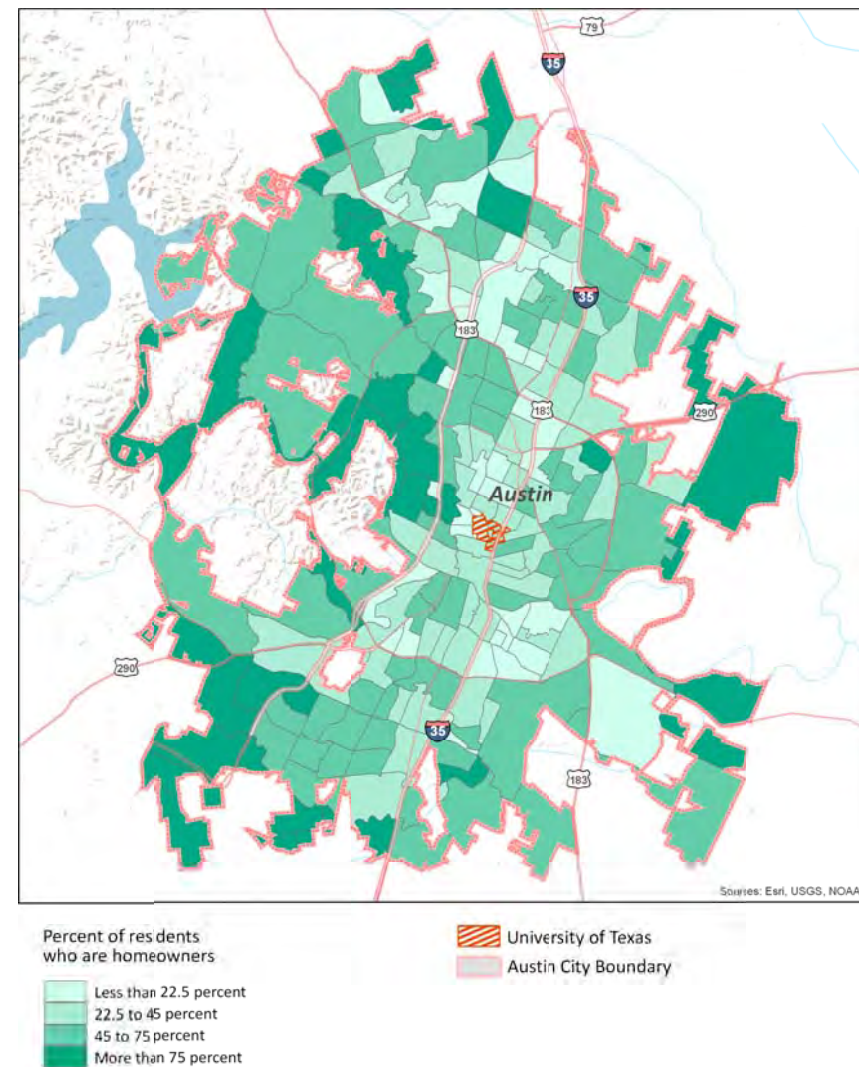 79
35
35
183
183
290
Austin
290
35
183
Sources: Esri, USGS, NOAA
Percent of residents
who are homeowners
Less than 22.5 percent
22.5 to 45 percent
45 to 75 percent
More than 75 percent
University of Texas
Austin City Boundary